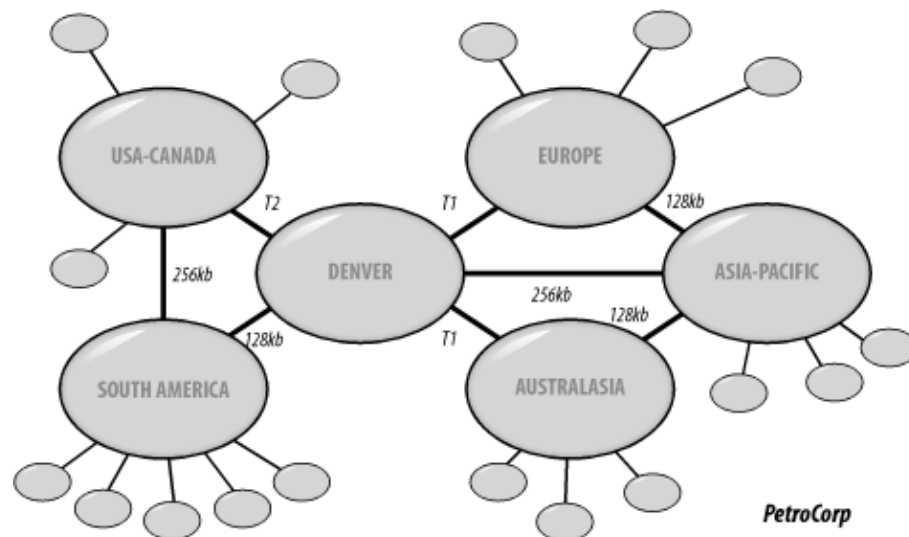 USA-CANADA
EUROPE
T2
T1
128kb
256kb
DENVER
ASIA-PACIFIC
256kb
128kb
128kb
T1
SOUTH AMERICA
AUSTRALASIA
PetroCorp